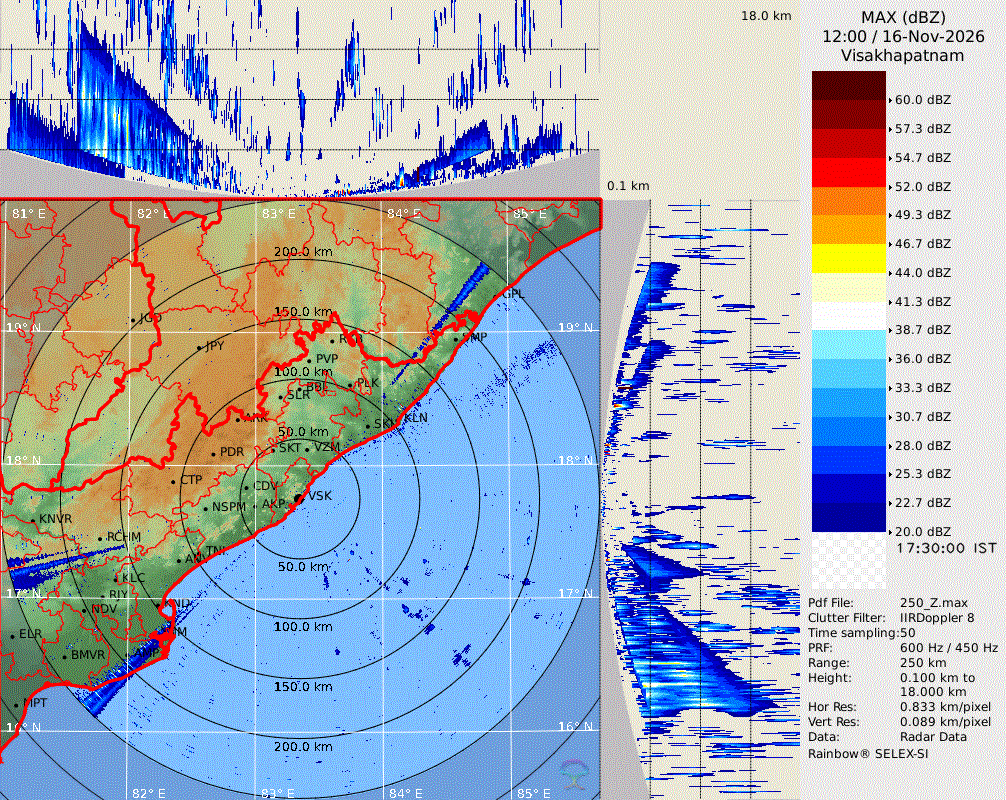 18.0 km
0.1 km
MAX (dBZ)
12:00 / 16-Nov-2026
Visakhapatnam
60.0 dBZ
57.3 dBZ
54.7 dBZ
52.0 dBZ
49.3 dBZ
46.7 dBZ
44.0 dBZ
41.3 dBZ
38.7 dBZ
36.0 dBZ
33.3 dBZ
30.7 dBZ
28.0 dBZ
25.3 dBZ
22.7 dBZ
20.0 dBZ
17:30:00 IST
Pdf File: 250_Z.max
Clutter Filter: IIRDoppler 8
Time sampling:50
PRF: 600 Hz / 450 Hz
Range: 250 km
Height: 0.100 km to
18.000 km
Hor Res: 0.833 km/pixel
Vert Res: 0.089 km/pixel
Data: Radar Data
Rainbow® SELEX-SI
81° E 82° E 83° E 84° E 85° E
200.0 km
GPL
150.0 km
JGD
19° N 19° N
JPY
PVP
100.0 km
PLK
BBL
SLR
KLN
50.0 km
SKT VZM
PDR
18° N 18° N
CTP
CDV
VSK
NSPM AKP
KNVR
RCHM
50.0 km
KLC
RJY
17° N 17° N
NDV
100.0 km
ELR
BMVR
150.0 km
MPT
16° N 16° N
200.0 km
82° E 83° E 84° E 85° E